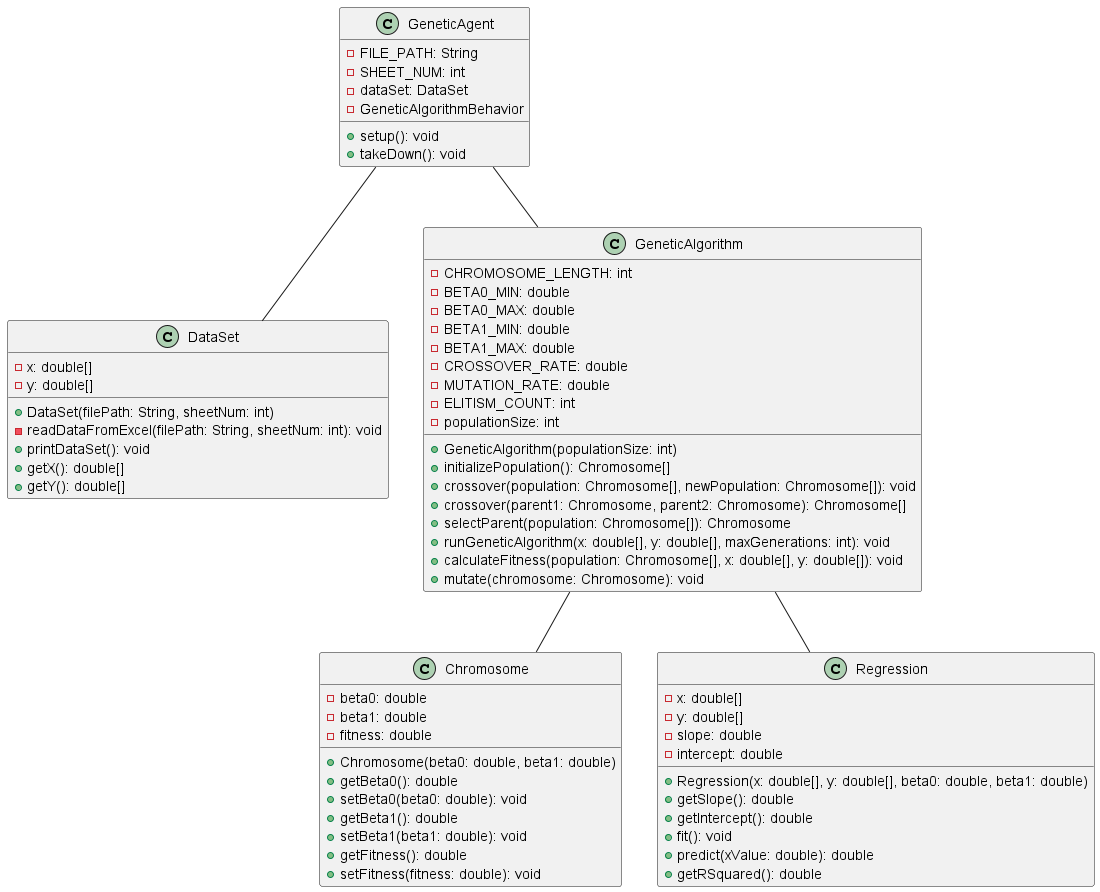 C GeneticAgent
FILE_PATH: String
SHEET_NUM: int
dataSet: DataSet
GeneticAlgorithmBehavior
setup(): void
takeDown(): void
C GeneticAlgorithm
CHROMOSOME_LENGTH: int
BETA0_MIN: double
BETA0_MAX: double
BETA1_MIN: double
BETA1_MAX: double
CROSSOVER_RATE: double
MUTATION_RATE: double
ELITISM_COUNT: int
populationSize: int
GeneticAlgorithm(populationSize: int)
initializePopulation(): Chromosome[]
crossover(population: Chromosome[], newPopulation: Chromosome[]): void
crossover(parent1: Chromosome, parent2: Chromosome): Chromosome[]
selectParent(population: Chromosome[]): Chromosome
runGeneticAlgorithm(x: double[], y: double[], maxGenerations: int): void
calculateFitness(population: Chromosome[], x: double[], y: double[]): void
mutate(chromosome: Chromosome): void
C DataSet
x: double[]
y: double[]
DataSet(filePath: String, sheetNum: int)
readDataFromExcel(filePath: String, sheetNum: int): void
printDataSet(): void
getX(): double[]
getY(): double[]
C Chromosome
beta0: double
beta1: double
fitness: double
Chromosome(beta0: double, beta1: double)
getBeta0(): double
setBeta0(beta0: double): void
getBeta1(): double
setBeta1(beta1: double): void
getFitness(): double
setFitness(fitness: double): void
C Regression
x: double[]
y: double[]
slope: double
intercept: double
Regression(x: double[], y: double[], beta0: double, beta1: double)
getSlope(): double
getIntercept(): double
fit(): void
predict(xValue: double): double
getRSquared(): double